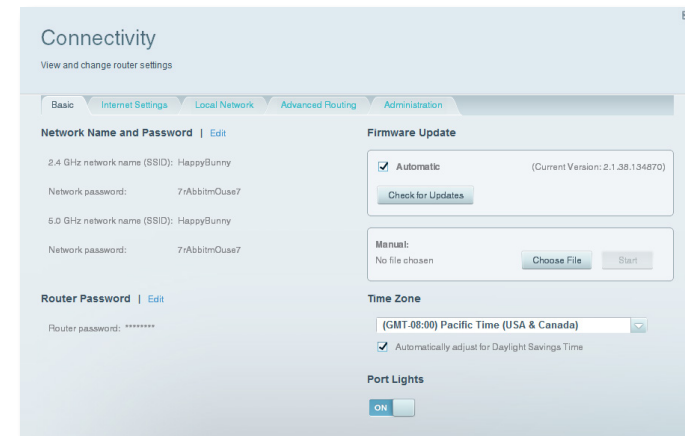 Connectivity
View and change router settings
Basic
Internet Settings
Local Network
Advanced Routing
Administration
Network Name and Password | Edit
2.4 GHz network name (SSID): HappyBunny
Network password: 7rAbbitmOuse7
5.0 GHz network name (SSID): HappyBunny
Network password: 7rAbbitmOuse7
Router Password | Edit
Router password: ********
Firmware Update
Automatic (Current Version: 2.1.38.134870)
Check for Updates
Manual:
No file chosen Choose File Start
Time Zone
(GMT-08:00) Pacific Time (USA & Canada)
Automatically adjust for Daylight Savings Time
Port Lights
ON